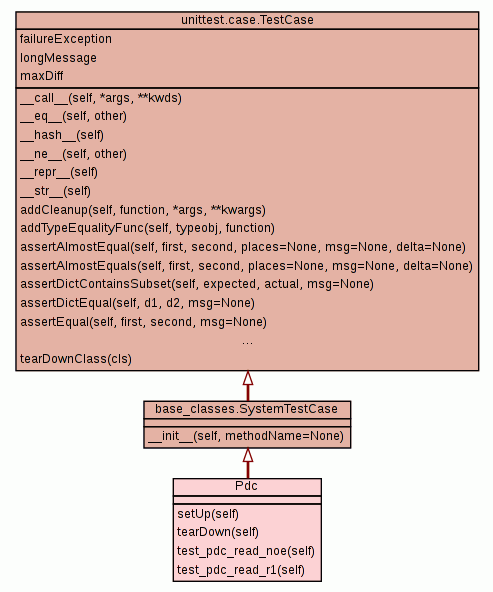 unittest.case.TestCase
failureException
longMessage
maxDiff
__call__(self, *args, **kwds)
__eq__(self, other)
__hash__(self)
__ne__(self, other)
__repr__(self)
__str__(self)
addCleanup(self, function, *args, **kwargs)
addTypeEqualityFunc(self, typeobj, function)
assertAlmostEqual(self, first, second, places=None, msg=None, delta=None)
assertAlmostEquals(self, first, second, places=None, msg=None, delta=None)
assertDictContainsSubset(self, expected, actual, msg=None)
assertDictEqual(self, d1, d2, msg=None)
assertEqual(self, first, second, msg=None)
...
tearDownClass(cls)
base_classes.SystemTestCase
__init__(self, methodName=None)
Pdc
setUp(self)
tearDown(self)
test_pdc_read_noe(self)
test_pdc_read_r1(self)